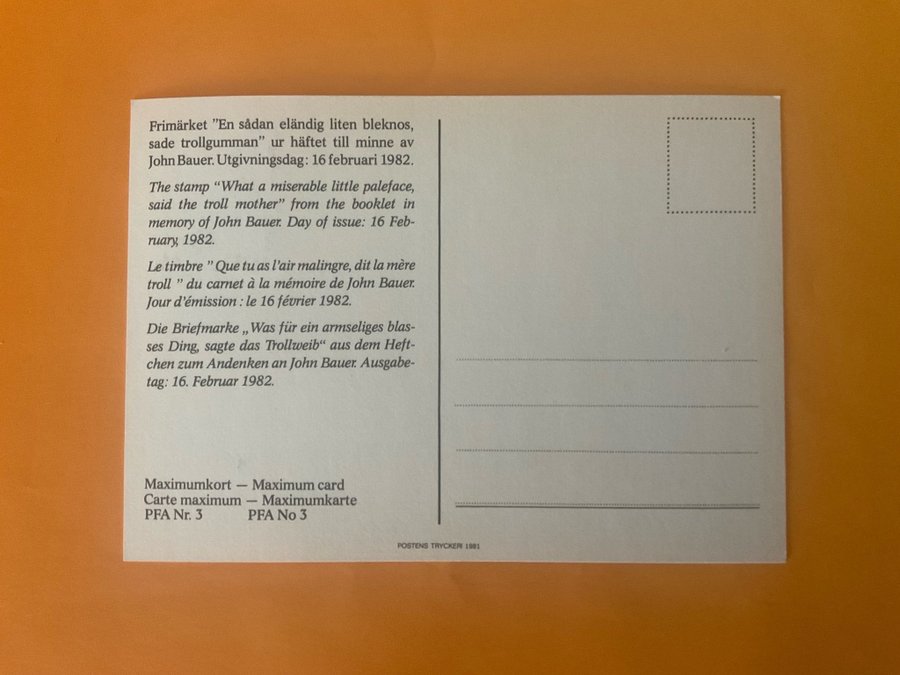 Frimärket ”En sådan eländig liten bleknos,
sade trollgumman” ur häftet till minne av
John Bauer. Utgivningsdag: 16 februari 1982.
The stamp “What a miserable little paleface,
said the troll mother” from the booklet in
memory of John Bauer. Day of issue: 16 Feb-
ruary, 1982.
Le timbre ” Que tu as l’air malingre, dit la mère
troll ” du carnet à la mémoire de John Bauer.
Jour d’émission : le 16 février 1982.
Die Briefmarke „Was für ein armseliges blas-
ses Ding, sagte das Trollweib“ aus dem Heft-
chen zum Andenken an John Bauer. Ausgabe-
tag: 16. Februar 1982.
Maximumkort — Maximum card
Carte maximum — Maximumkarte
PFA Nr. 3 PFA No 3
POSTENS TRYCKERI 1981